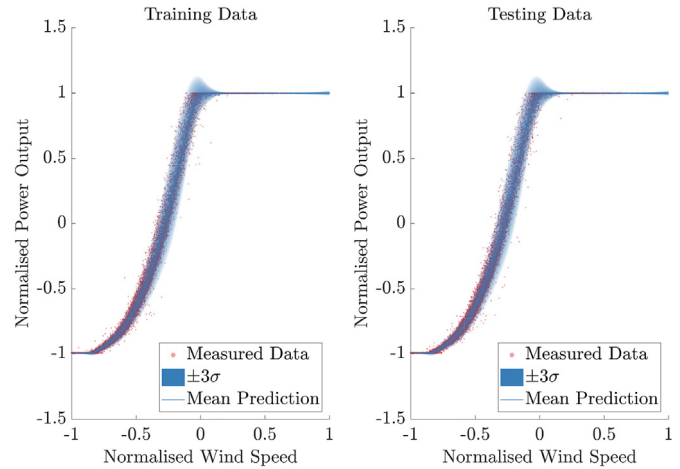 Training Data
Normalised Power Output
1.5
1
0.5
0
-0.5
-1
-1.5
Measured Data
±3σ
Mean Prediction
-1
-0.5
0
0.5
1
Normalised Wind Speed
Testing Data
Normalised Power Output
1.5
1
0.5
0
-0.5
-1
-1.5
Measured Data
±3σ
Mean Prediction
-1
-0.5
0
0.5
1
Normalised Wind Speed